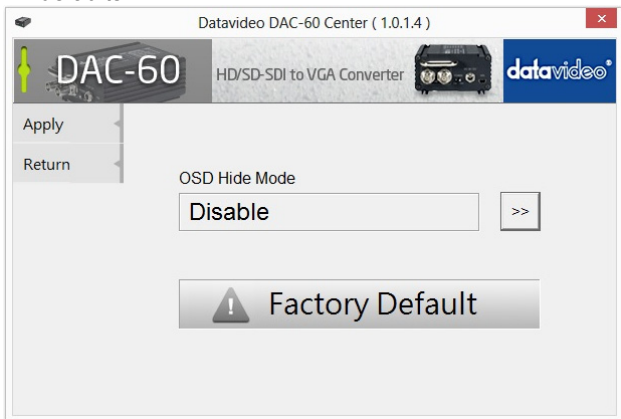 Datavideo DAC-60 Center ( 1.0.1.4 )
DAC-60 HD/SD-SDI to VGA Converter datavideo®
Apply
Return
OSD Hide Mode
Disable >>
Factory Default